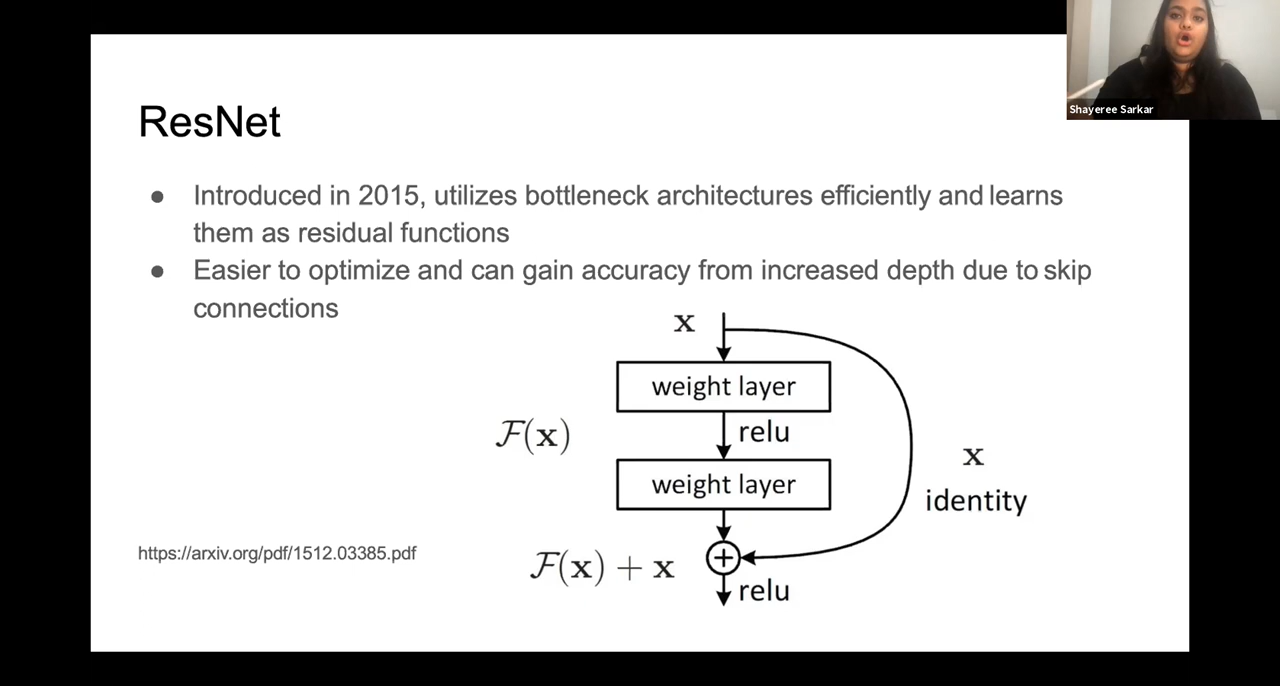 Shayeree Sarkar
ResNet
● Introduced in 2015, utilizes bottleneck architectures efficiently and learns
them as residual functions
● Easier to optimize and can gain accuracy from increased depth due to skip
connections
x
weight layer
relu
F(x)
weight layer
x
identity
F(x) + x
+
relu
https://arxiv.org/pdf/1512.03385.pdf